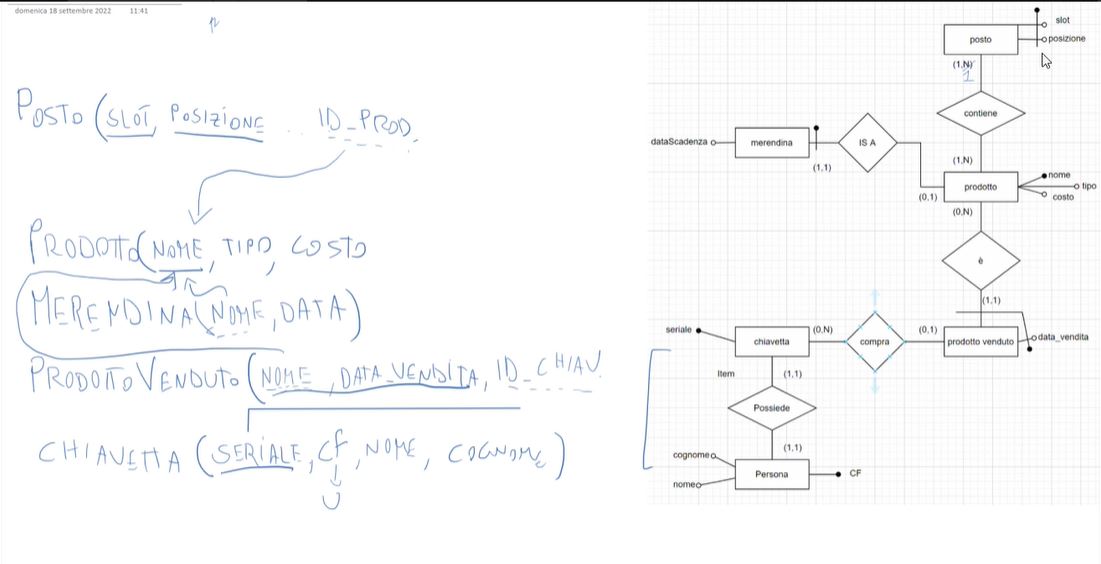 domenica 18 settembre 2022 11:41
POSTO (SLOT, POSIZIONE .. ID_PROD.
PRODOTTO (NOME, TIPO, COSTO
MERENDINA (NOME, DATA)
PRODOTTO VENDUTO (NOME, DATA_VENDITA, ID_CHIAV.
CHIAVETTA (SERIALE, CF, NOME, COGNOME)
U
slot
posto
posizione
(1,N)
1
contiene
dataScadenza
merendina
IS A
(1,1)
(1,N)
prodotto
nome
tipo
costo
(0,1)
(0,N)
è
(1,1)
seriale
chiavetta
(0,N)
compra
(0,1)
prodotto venduto
data_vendita
Item
(1,1)
Possiede
(1,1)
cognome
Persona
CF
nome